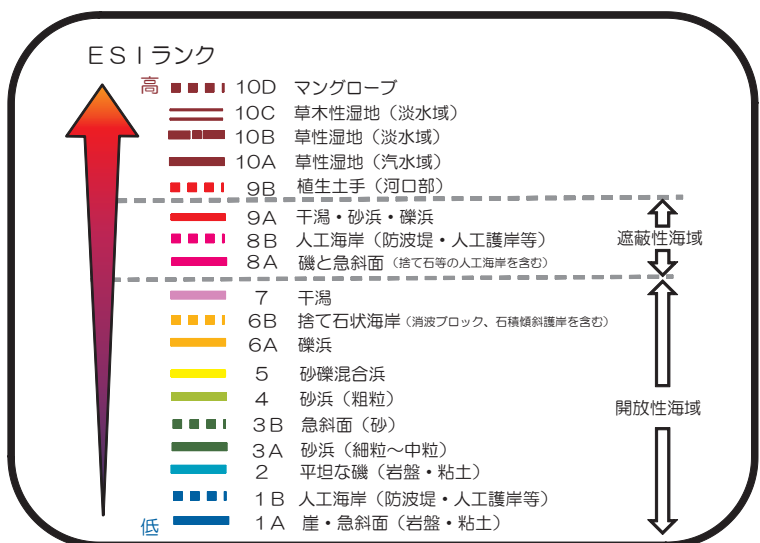 ESIランク
高 10D マングローブ
10C 草木性湿地（淡水域）
10B 草性湿地（淡水域）
10A 草性湿地（汽水域）
9B 植生土手（河口部）
9A 干潟・砂浜・礫浜
8B 人工海岸（防波堤・人工護岸等）
遮蔽性海域
8A 磯と急斜面（捨て石等の人工海岸を含む）
7 干潟
6B 捨て石状海岸（消波ブロック、石積傾斜護岸を含む）
6A 礫浜
5 砂礫混合浜
4 砂浜（粗粒）
開放性海域
3B 急斜面（砂）
3A 砂浜（細粒～中粒）
2 平坦な磯（岩盤・粘土）
1B 人工海岸（防波堤・人工護岸等）
低 1A 崖・急斜面（岩盤・粘土）